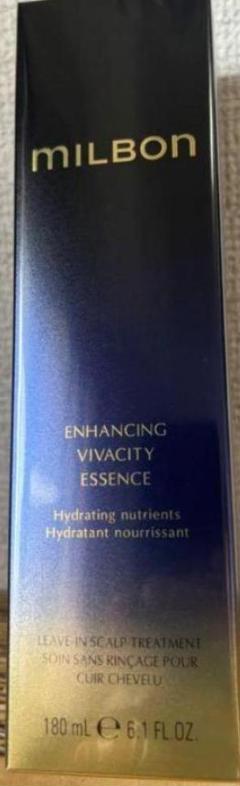 mILBON
ENHANCING
VIVACITY
ESSENCE
Hydrating nutrients
Hydratant nourrissant
LEAVE-IN SCALP TREATMENT
SOIN SANS RINÇAGE POUR
CUIR CHEVELU
180 mL ℮ 6.1 FL.OZ.